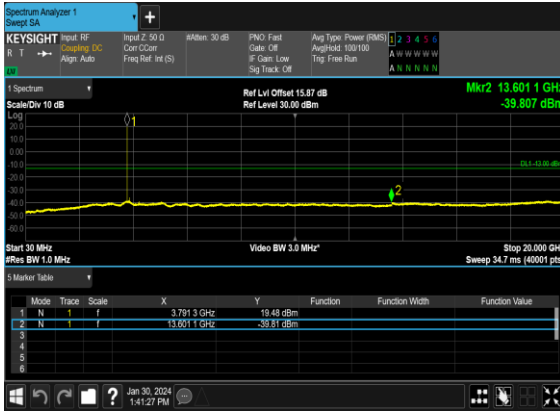 Spectrum Analyzer 1
Swept SA
+
KEYSIGHT Input: RF Input Z: 50 Ω #Atten: 30 dB PNO: Fast Avg Type: Power (RMS) 1 2 3 4 5 6
R T Coupling: DC Corr CCorr Gate: Off Avg|Hold: 100/100 A W W W W W
Align: Auto Freq Ref: Int (S) IF Gain: Low Trig: Free Run
LV Sig Track: Off A N N N N N
1 Spectrum Ref Lvl Offset 15.87 dB Mkr2 13.601 1 GHz
Scale/Div 10 dB Ref Level 30.00 dBm -39.807 dBm
Log
20.0
10.0
0.00
-10.0 DL1 -13.00 dBm
-20.0
-30.0
-40.0
-50.0
-60.0
1
2
Start 30 MHz Video BW 3.0 MHz* Stop 20.000 GHz
#Res BW 1.0 MHz Sweep 34.7 ms (40001 pts)
5 Marker Table
Mode Trace Scale X Y Function Function Width Function Value
1 N 1 f 3.791 3 GHz 19.48 dBm
2 N 1 f 13.601 1 GHz -39.81 dBm
3
4
5
6
? Jan 30, 2024
1:41:27 PM